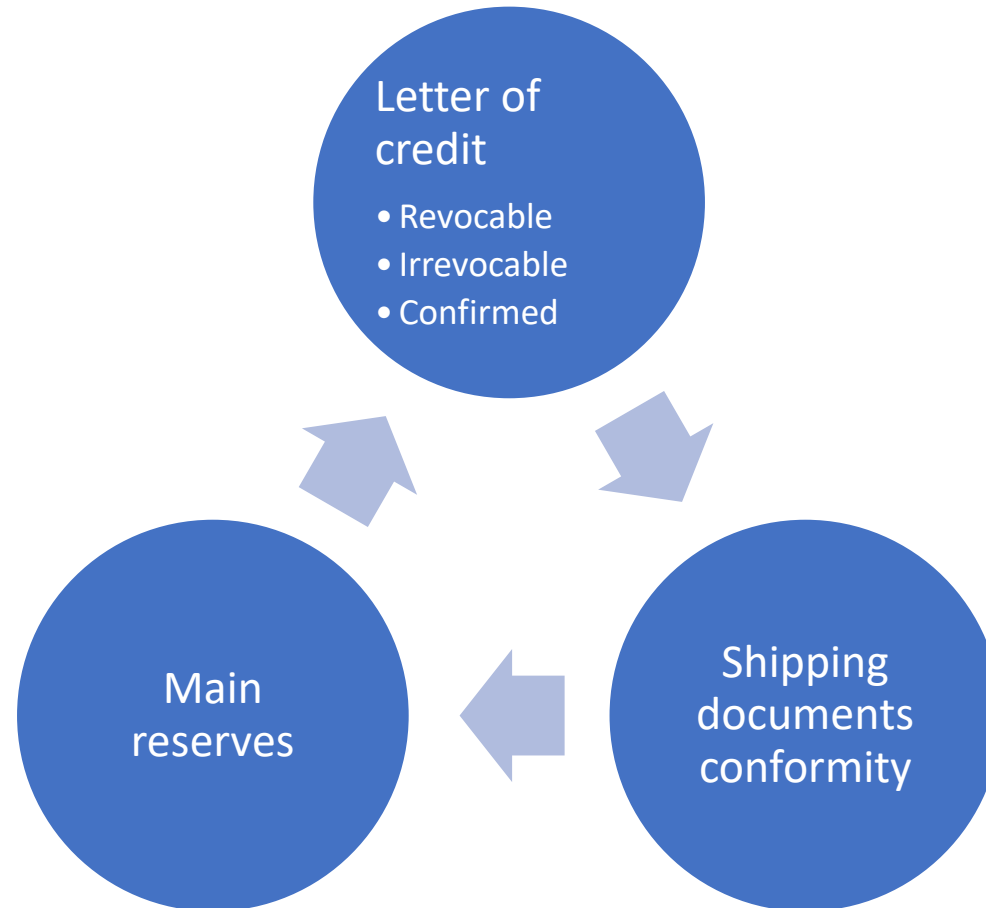 Letter of
credit
• Revocable
• Irrevocable
• Confirmed
Shipping
documents
conformity
Main
reserves